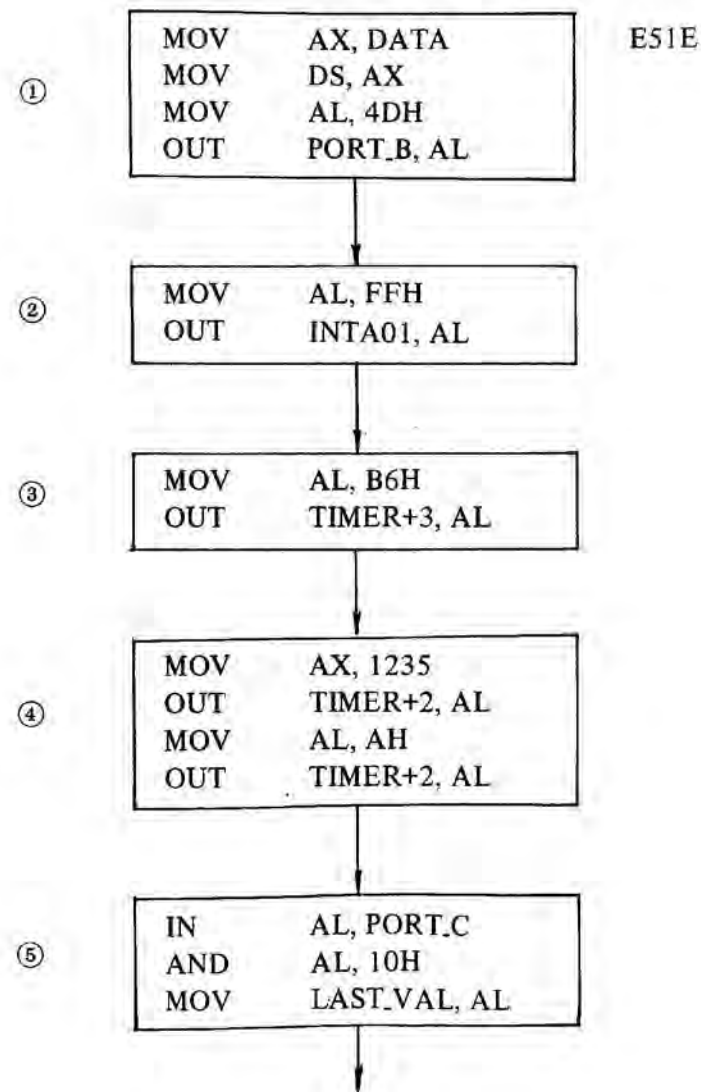 E51E
①
MOV AX, DATA
MOV DS, AX
MOV AL, 4DH
OUT PORT_B, AL
②
MOV AL, FFH
OUT INTA01, AL
③
MOV AL, B6H
OUT TIMER+3, AL
④
MOV AX, 1235
OUT TIMER+2, AL
MOV AL, AH
OUT TIMER+2, AL
⑤
IN AL, PORT_C
AND AL, 10H
MOV LAST_VAL, AL